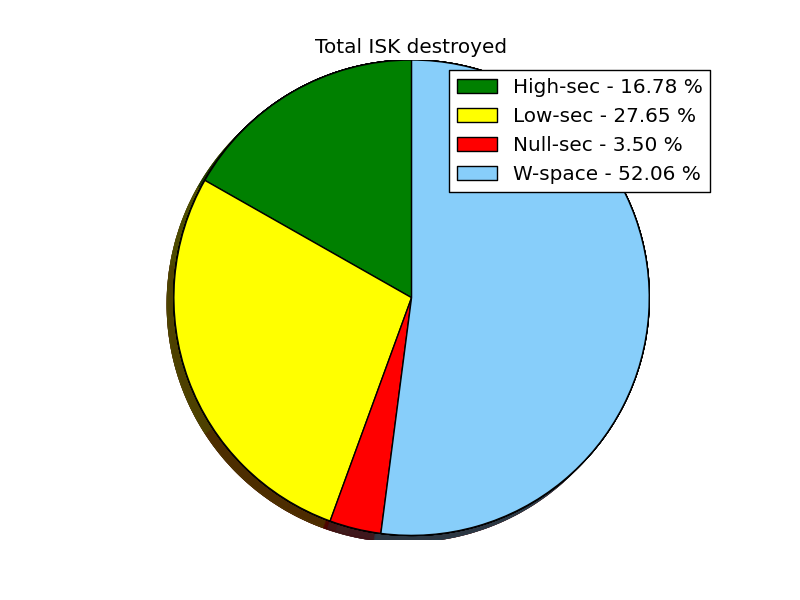 Total ISK destroyed
High-sec - 16.78 %
Low-sec - 27.65 %
Null-sec - 3.50 %
W-space - 52.06 %